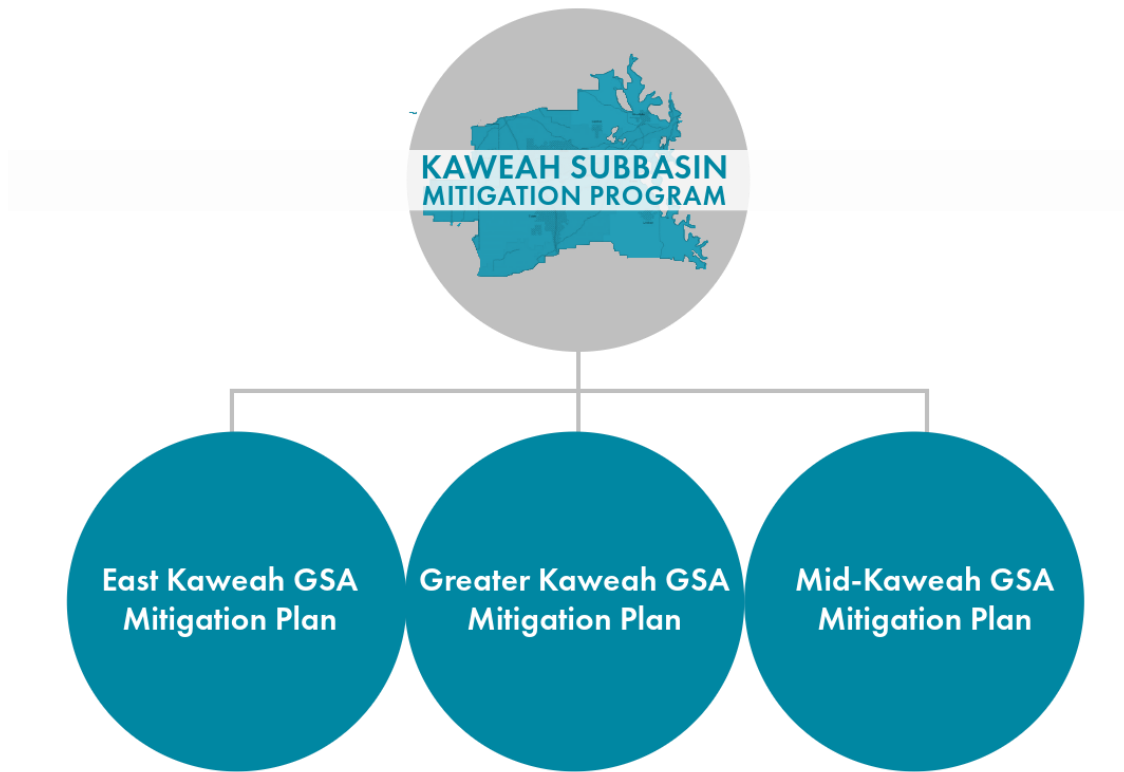 KAWEAH SUBBASIN
MITIGATION PROGRAM
East Kaweah GSA
Mitigation Plan
Greater Kaweah GSA
Mitigation Plan
Mid-Kaweah GSA
Mitigation Plan